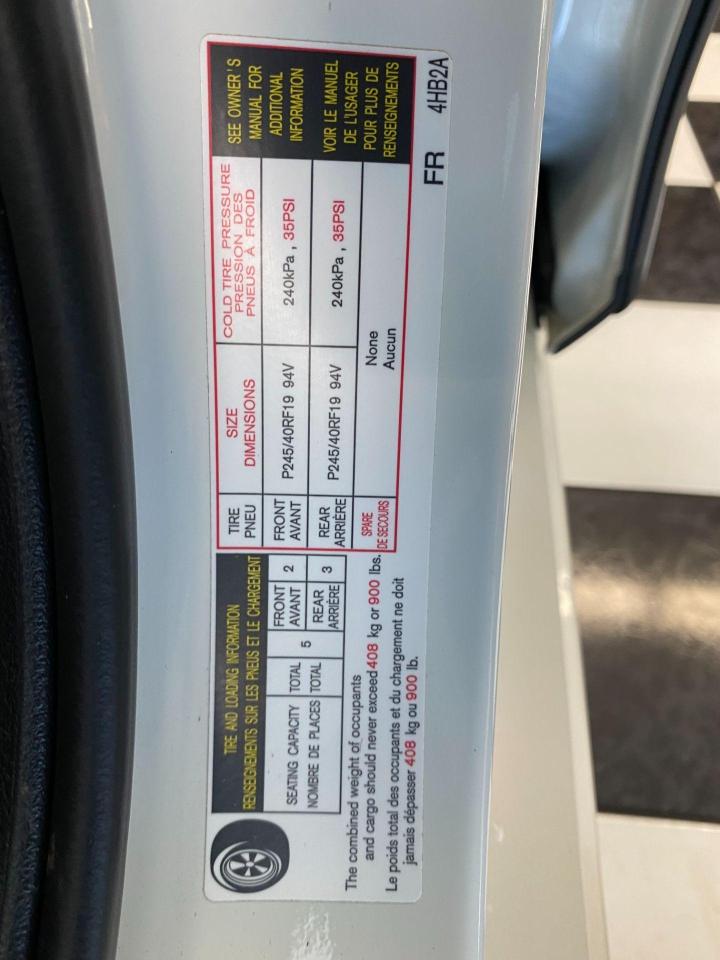 TIRE AND LOADING INFORMATION
RENSEIGNEMENTS SUR LES PNEUS ET LE CHARGEMENT
SEATING CAPACITY TOTAL 5 FRONT 2 REAR 3
NOMBRE DE PLACES TOTAL AVANT ARRIÈRE
The combined weight of occupants
and cargo should never exceed 408 kg or 900 lbs.
Le poids total des occupants et du chargement ne doit
jamais dépasser 408 kg ou 900 lb.
TIRE SIZE COLD TIRE PRESSURE
PNEU DIMENSIONS PRESSION DES
PNEUS À FROID
FRONT P245/40RF19 94V 240kPa , 35PSI
AVANT
REAR P245/40RF19 94V 240kPa , 35PSI
ARRIÈRE
SPARE None
DE SECOURS Aucun
SEE OWNER'S
MANUAL FOR
ADDITIONAL
INFORMATION
VOIR LE MANUEL
DE L'USAGER
POUR PLUS DE
RENSEIGNEMENTS
FR 4HB2A